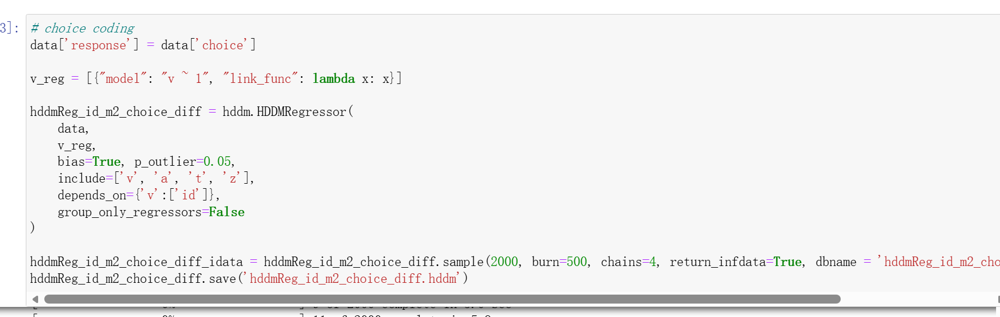 3]: # choice coding
data['response'] = data['choice']
v_reg = [{"model": "v ~ 1", "link_func": lambda x: x}]
hddmReg_id_m2_choice_diff = hddm.HDDMRegressor(
data,
v_reg,
bias=True, p_outlier=0.05,
include=['v', 'a', 't', 'z'],
depends_on={'v':['id']},
group_only_regressors=False
)
hddmReg_id_m2_choice_diff_idata = hddmReg_id_m2_choice_diff.sample(2000, burn=500, chains=4, return_infdata=True, dbname = 'hddmReg_id_m2_cho
hddmReg_id_m2_choice_diff.save('hddmReg_id_m2_choice_diff.hddm')